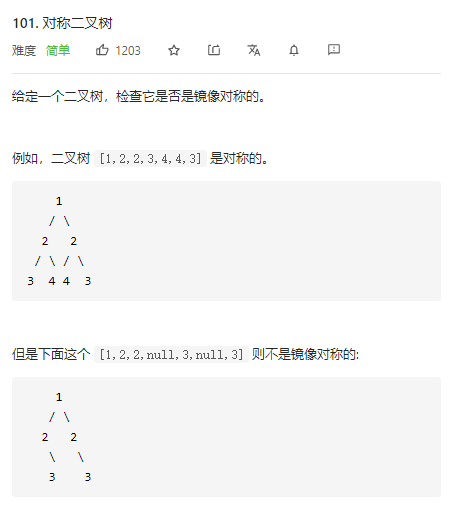 101. 对称二叉树
难度 简单 1203
给定一个二叉树，检查它是否是镜像对称的。
例如，二叉树 [1,2,2,3,4,4,3] 是对称的。
    1
   / \
  2   2
 / \ / \
3  4 4  3
但是下面这个 [1,2,2,null,3,null,3] 则不是镜像对称的:
    1
   / \
  2   2
   \   \
   3    3